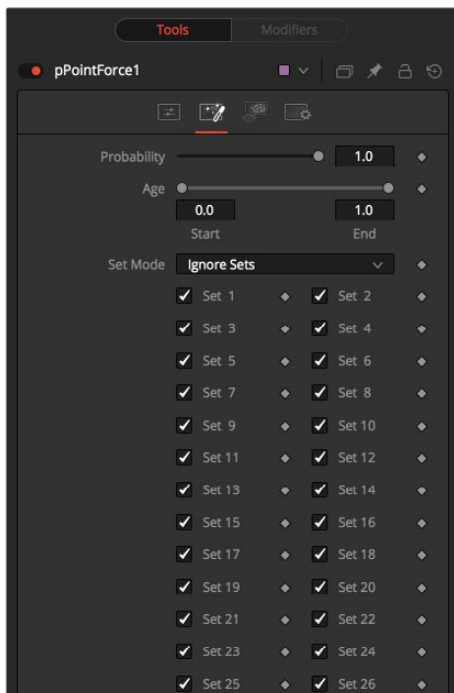 Tools Modifiers
pPointForce1
Probability 1.0
Age
0.0 1.0
Start End
Set Mode Ignore Sets
Set 1 Set 2
Set 3 Set 4
Set 5 Set 6
Set 7 Set 8
Set 9 Set 10
Set 11 Set 12
Set 13 Set 14
Set 15 Set 16
Set 17 Set 18
Set 19 Set 20
Set 21 Set 22
Set 23 Set 24
Set 25 Set 26